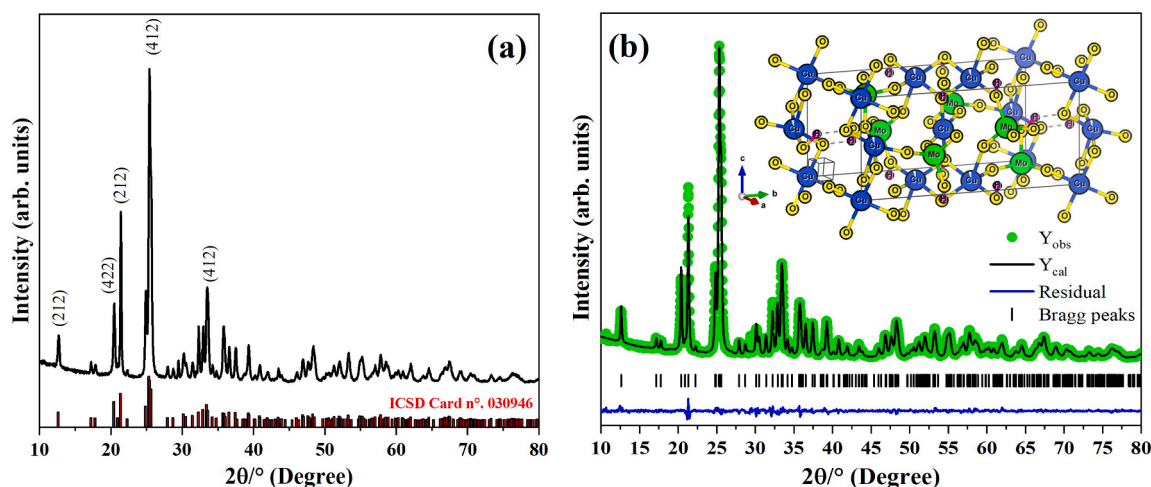 (a)
(412)
(212)
(422)
(412)
(212)
Intensity (arb. units)
ICSD Card n°. 030946
10 20 30 40 50 60 70 80
2θ/° (Degree)
(b)
Intensity (arb. units)
c
b
a
O
Cu
Mo
H
Y_obs
Y_cal
Residual
Bragg peaks
10 15 20 25 30 35 40 45 50 55 60 65 70 75 80
2θ/° (Degree)